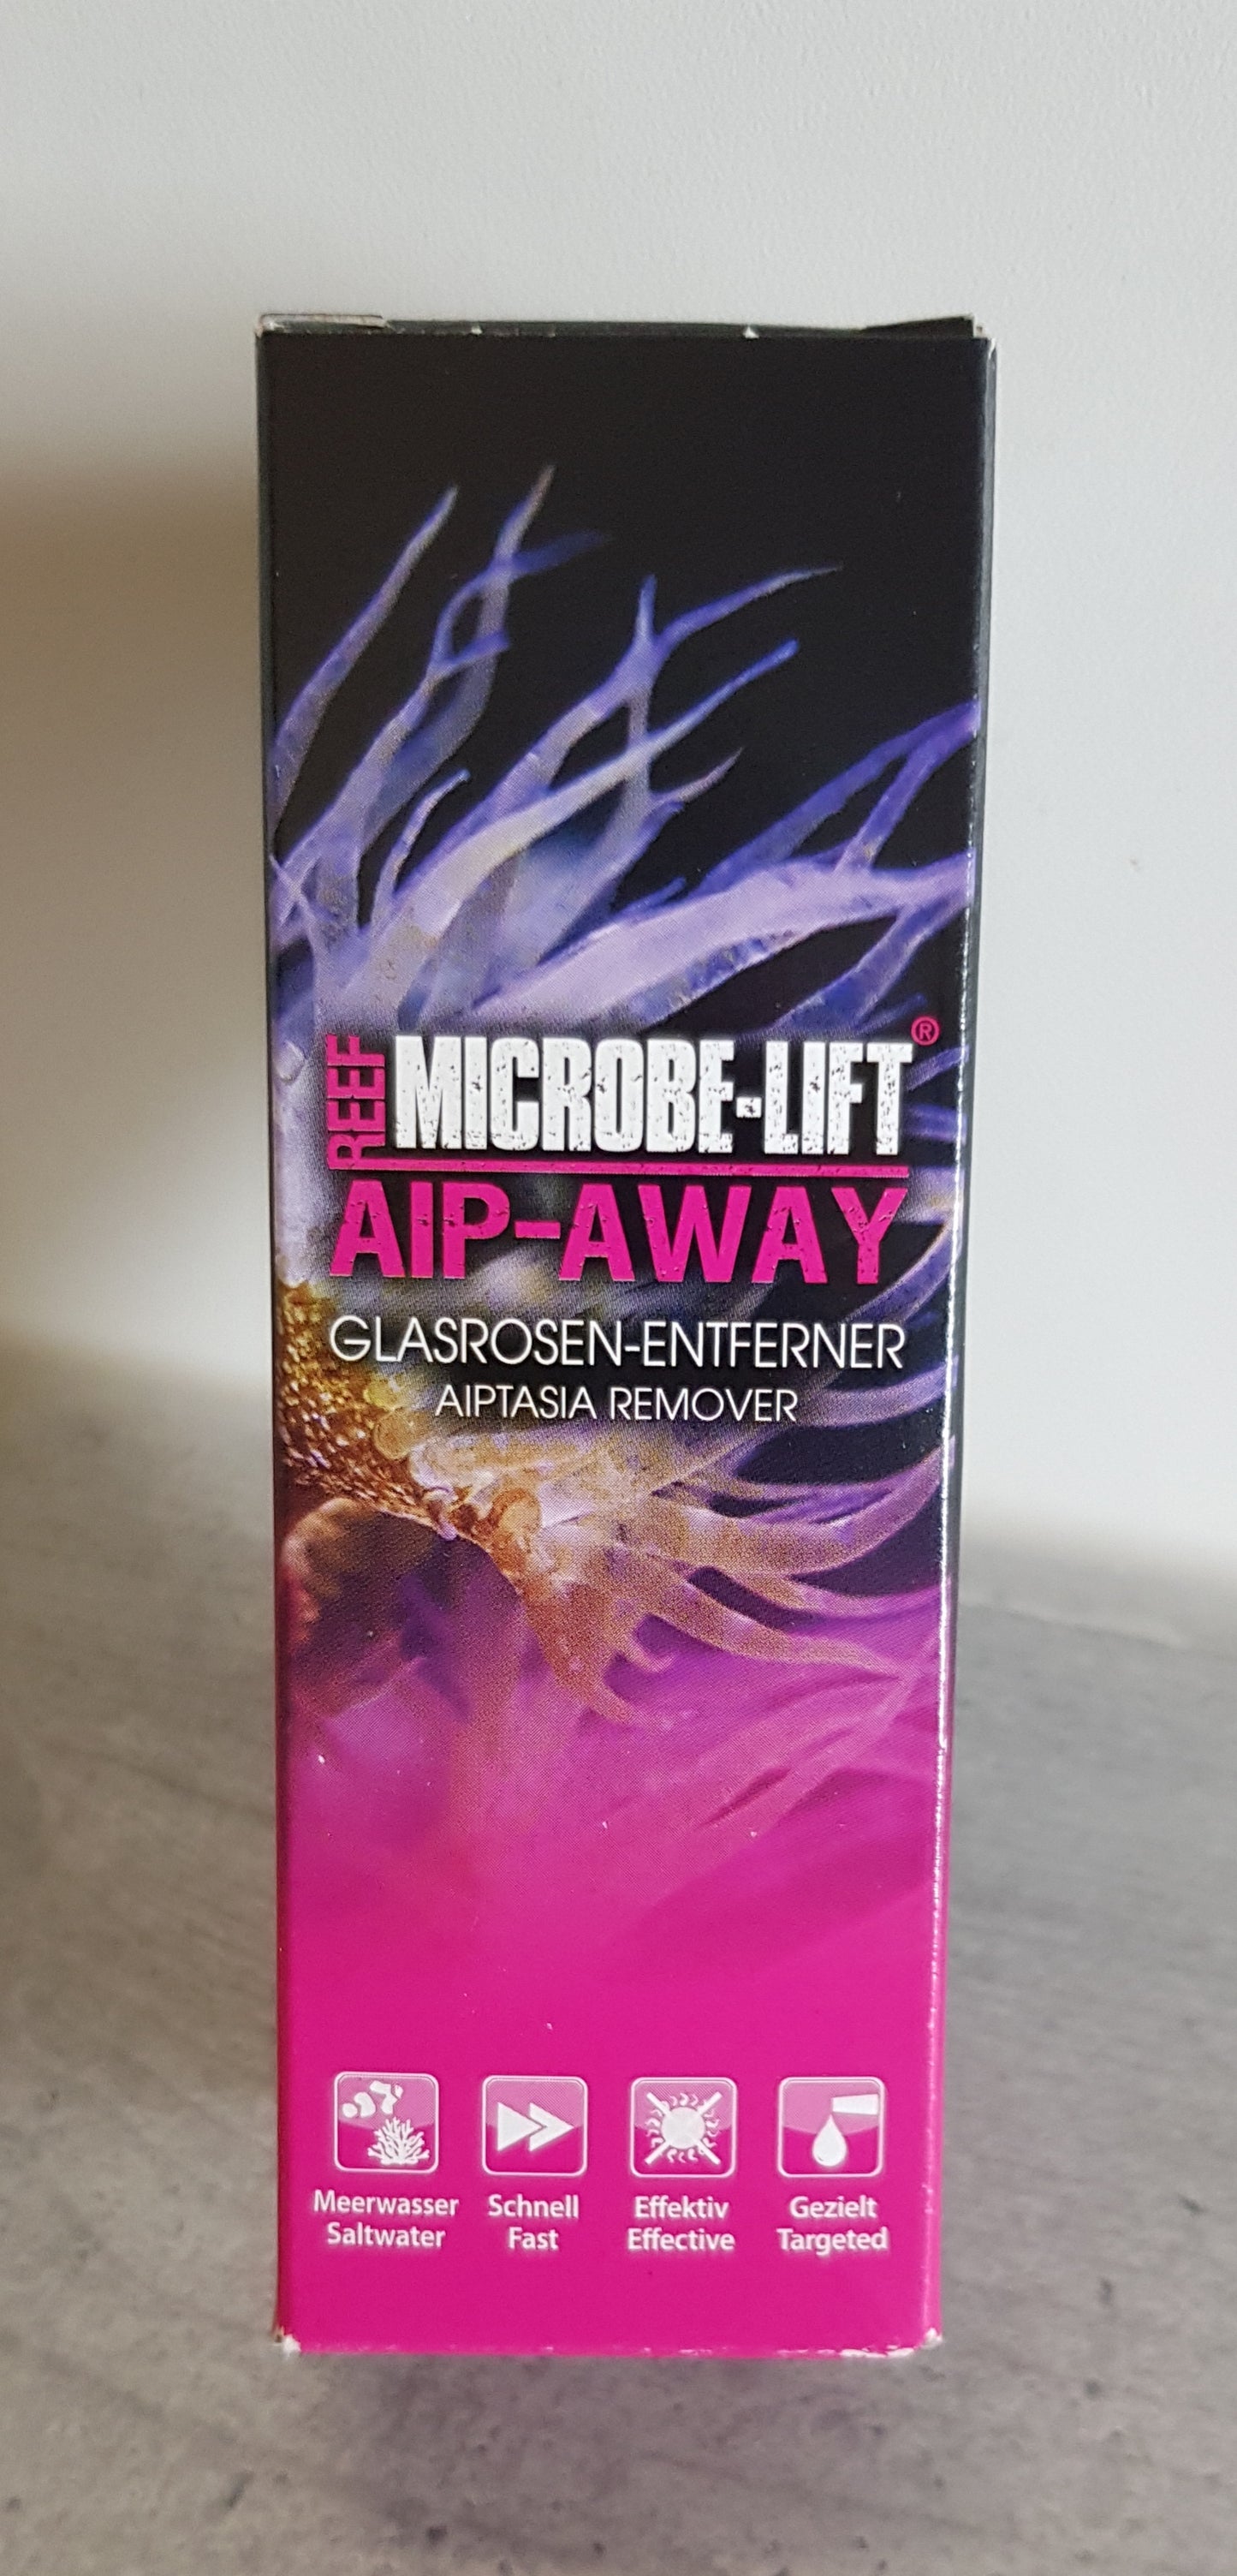 REEF
MICROBE-LIFT®
AIP-AWAY
GLASROSEN-ENTFERNER
AIPTASIA REMOVER
Meerwasser
Saltwater
Schnell
Fast
Effektiv
Effective
Gezielt
Targeted